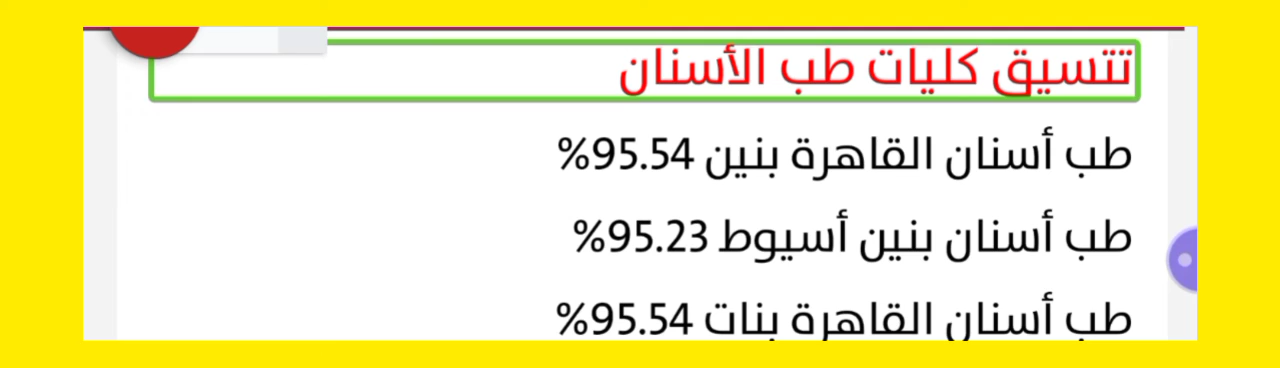 تتسيق كليات طب الأسنان
طب أسنان القاهرة بنين 95.54%
طب أسنان بنين أسيوط 95.23%
طب أسنان القاهرة بنات 95.54%